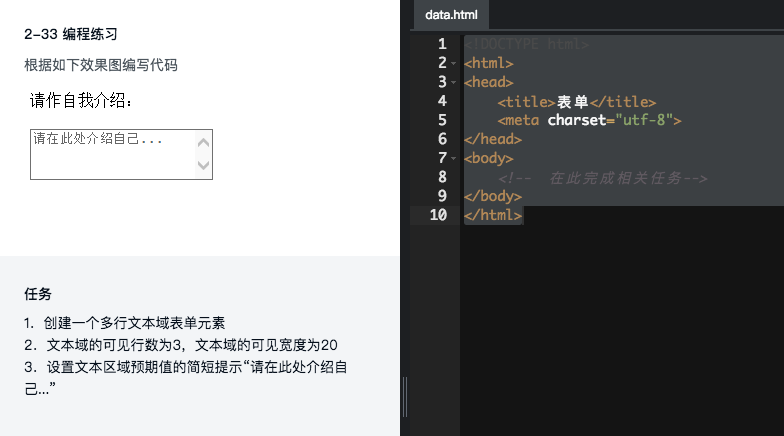 2-33 编程练习
根据如下效果图编写代码
请作自我介绍：
请在此处介绍自己...
任务
1．创建一个多行文本域表单元素
2．文本域的可见行数为3，文本域的可见宽度为20
3．设置文本区域预期值的简短提示“请在此处介绍自
己...”
data.html
1 <!DOCTYPE html>
2 <html>
3 <head>
4     <title>表单</title>
5     <meta charset="utf-8">
6 </head>
7 <body>
8     <!--  在此完成相关任务-->
9 </body>
10 </html>